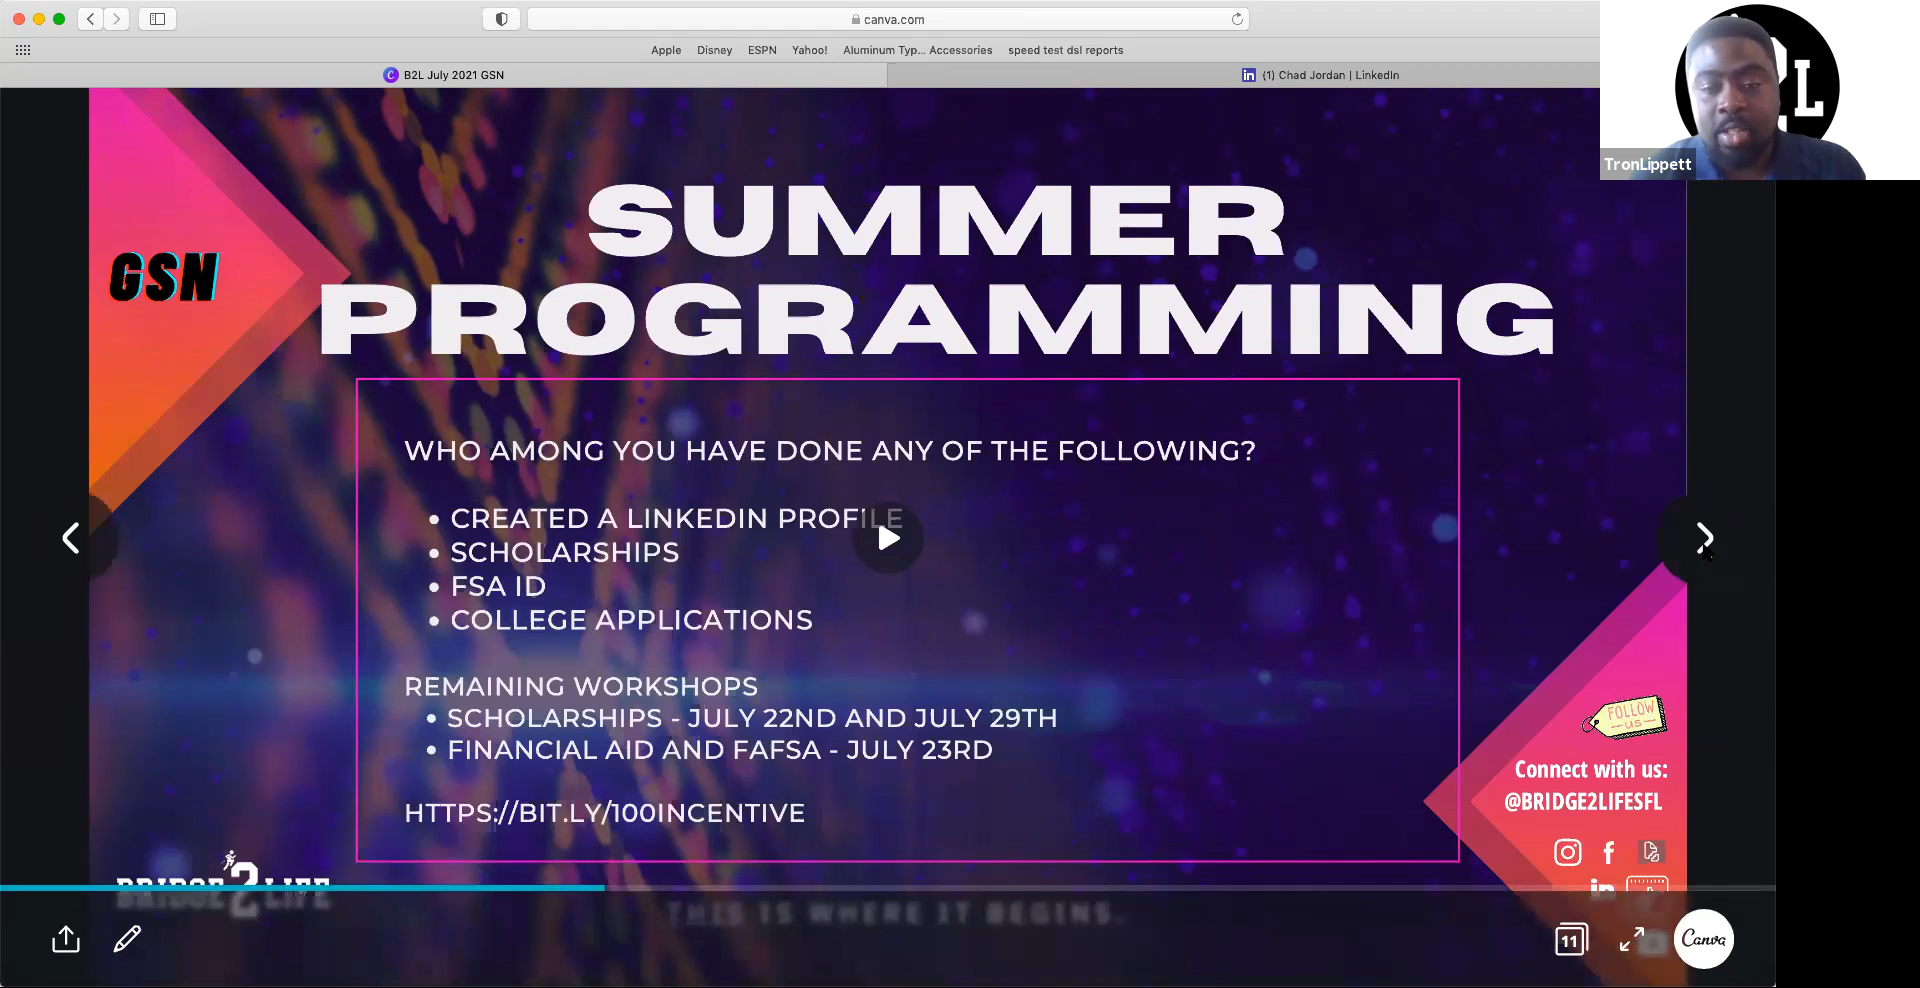 canva.com
Apple
Disney
ESPN
Yahoo!
Aluminum Typ... Accessories
speed test dsl reports
B2L July 2021 GSN
(1) Chad Jordan | LinkedIn
L
TronLippett
SUMMER
PROGRAMMING
GSN
WHO AMONG YOU HAVE DONE ANY OF THE FOLLOWING?
• CREATED A LINKEDIN PROFILE
• SCHOLARSHIPS
• FSA ID
• COLLEGE APPLICATIONS
REMAINING WORKSHOPS
• SCHOLARSHIPS - JULY 22ND AND JULY 29TH
• FINANCIAL AID AND FAFSA - JULY 23RD
HTTPS://BIT.LY/100INCENTIVE
FOLLOW
US
Connect with us:
@BRIDGE2LIFESFL
BRIDGE 2 LIFE
THIS IS WHERE IT BEGINS.
11
Canva